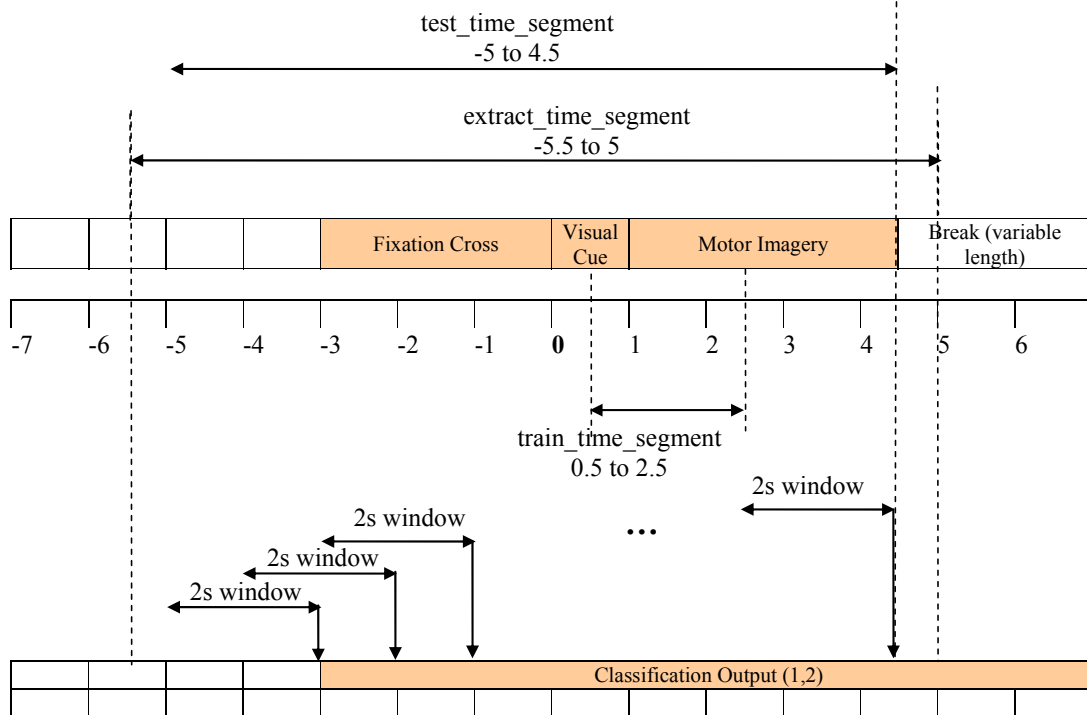 test_time_segment
-5 to 4.5
extract_time_segment
-5.5 to 5
Fixation Cross
Visual
Cue
Motor Imagery
Break (variable
length)
-7 -6 -5 -4 -3 -2 -1 0 1 2 3 4 5 6
train_time_segment
0.5 to 2.5
2s window
2s window
...
2s window
2s window
Classification Output (1,2)